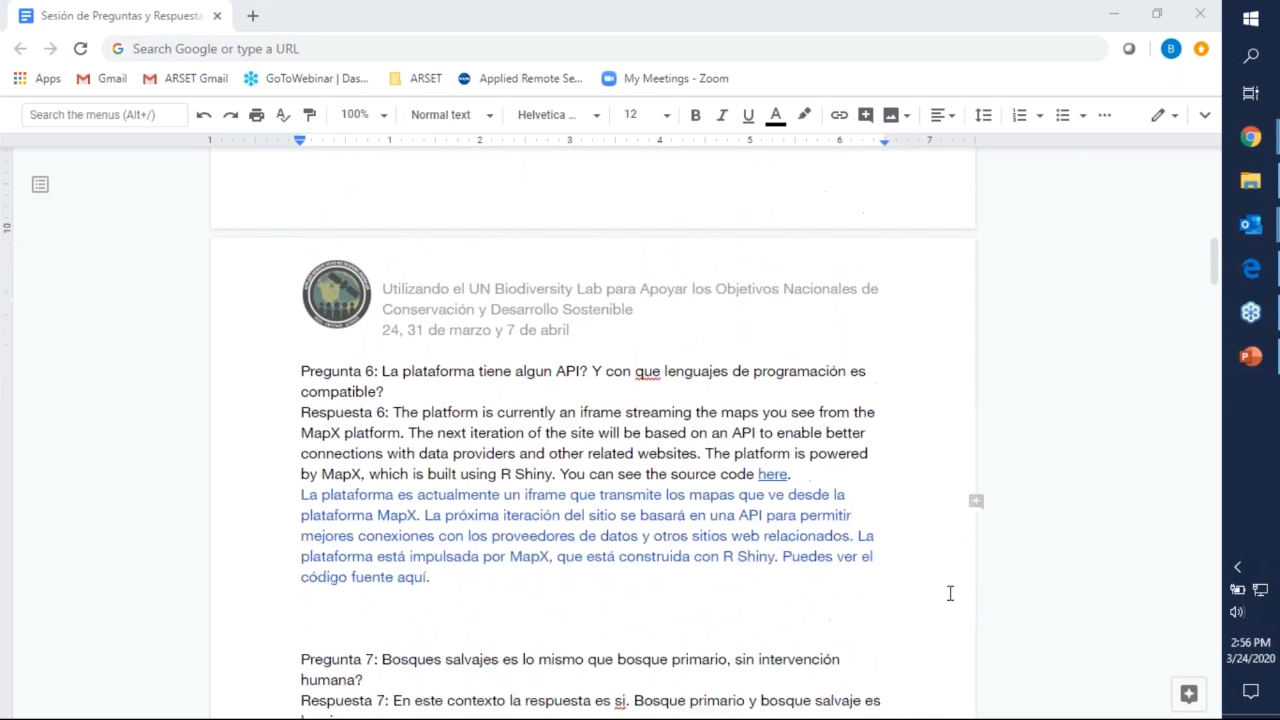 Sesión de Preguntas y Respuesta
Search Google or type a URL
B
Apps Gmail ARSET Gmail GoToWebinar | Das... ARSET Applied Remote Se... My Meetings - Zoom
Search the menus (Alt+/) 100% Normal text Helvetica ... 12 B I U A
1 1 2 3 4 5 6 7
10
Utilizando el UN Biodiversity Lab para Apoyar los Objetivos Nacionales de
Conservación y Desarrollo Sostenible
24, 31 de marzo y 7 de abril
Pregunta 6: La plataforma tiene algun API? Y con que lenguajes de programación es
compatible?
Respuesta 6: The platform is currently an iframe streaming the maps you see from the
MapX platform. The next iteration of the site will be based on an API to enable better
connections with data providers and other related websites. The platform is powered
by MapX, which is built using R Shiny. You can see the source code here.
La plataforma es actualmente un iframe que transmite los mapas que ve desde la
plataforma MapX. La próxima iteración del sitio se basará en una API para permitir
mejores conexiones con los proveedores de datos y otros sitios web relacionados. La
plataforma está impulsada por MapX, que está construida con R Shiny. Puedes ver el
código fuente aquí.
Pregunta 7: Bosques salvajes es lo mismo que bosque primario, sin intervención
humana?
Respuesta 7: En este contexto la respuesta es si. Bosque primario y bosque salvaje es
2:56 PM
3/24/2020